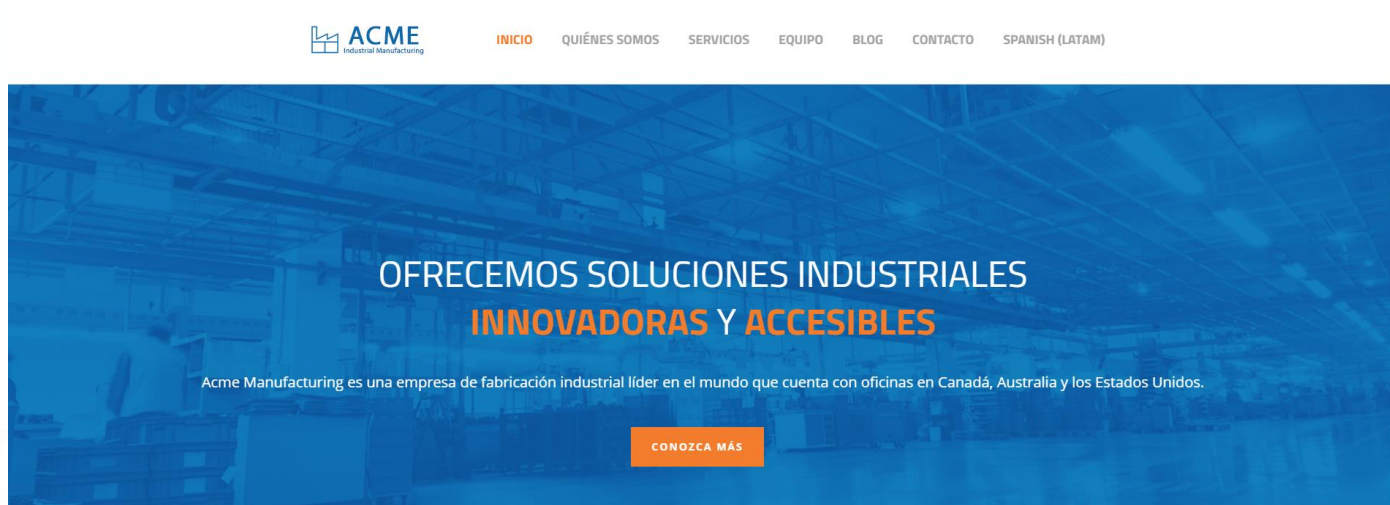 ACME
Industrial Manufacturing
INICIO QUIÉNES SOMOS SERVICIOS EQUIPO BLOG CONTACTO SPANISH (LATAM)
OFRECEMOS SOLUCIONES INDUSTRIALES
INNOVADORAS Y ACCESIBLES
Acme Manufacturing es una empresa de fabricación industrial líder en el mundo que cuenta con oficinas en Canadá, Australia y los Estados Unidos.
CONOZCA MÁS